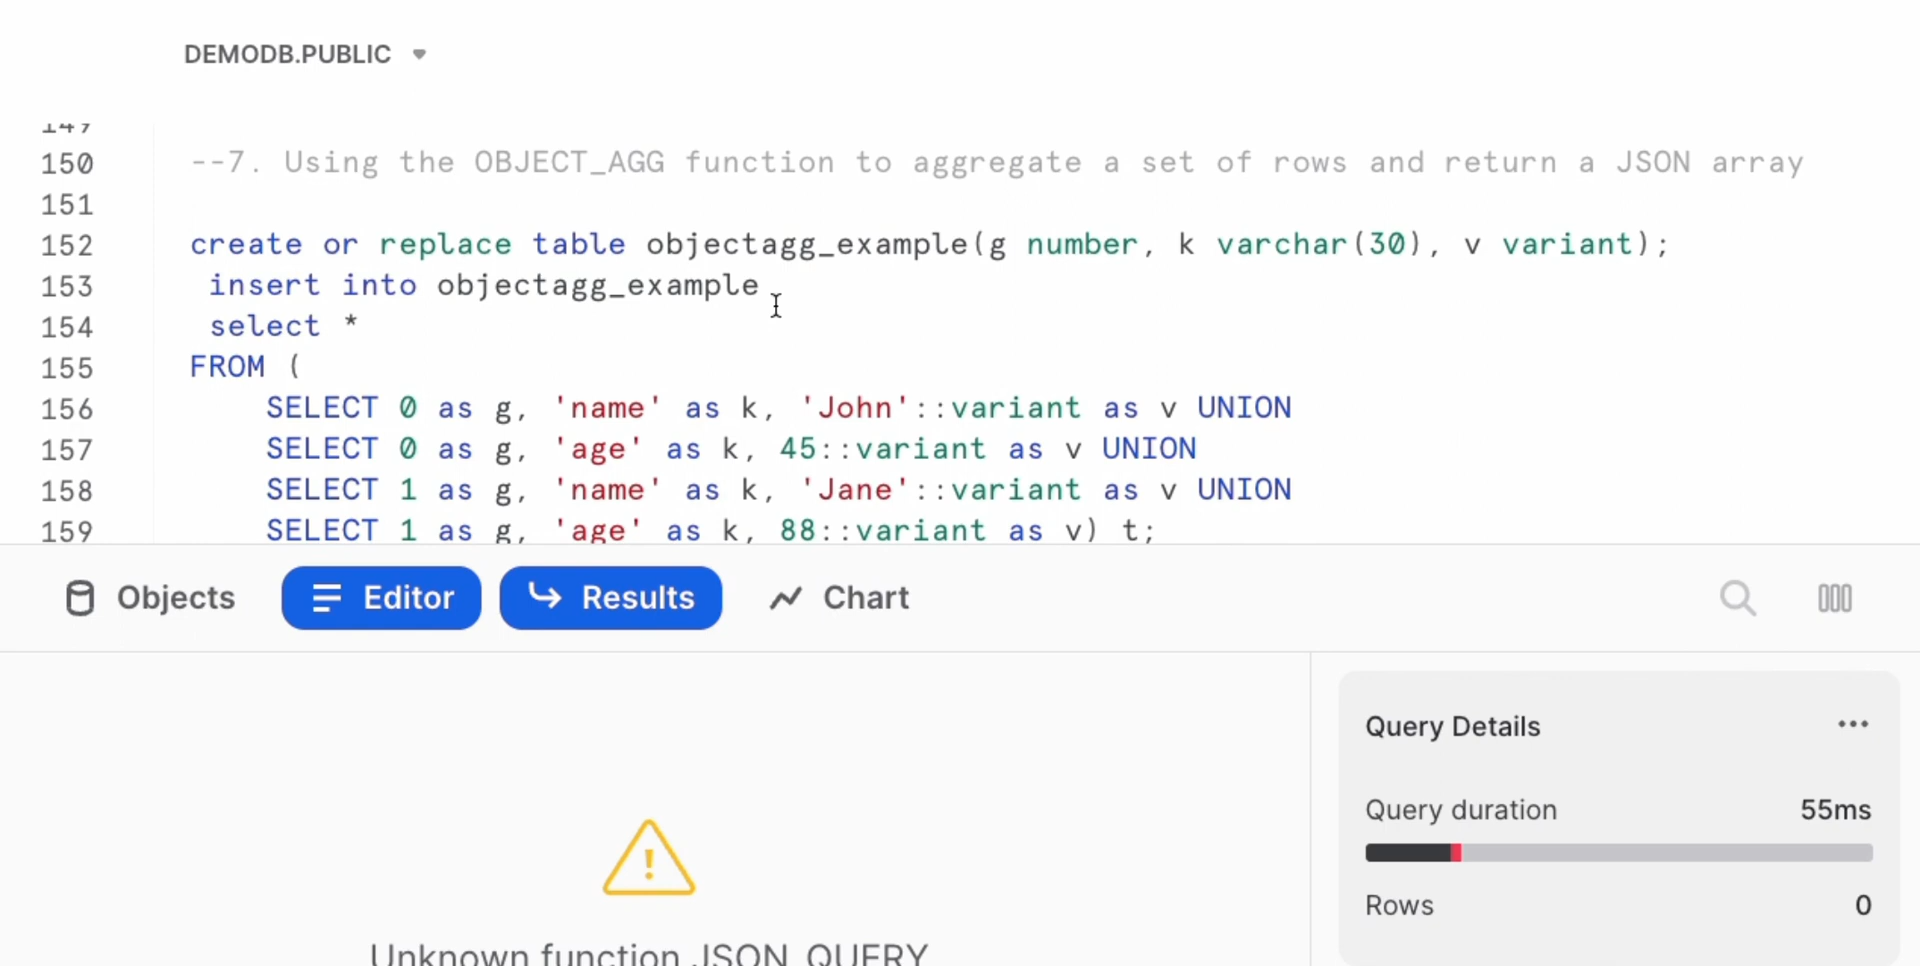 DEMODB.PUBLIC
149
150 --7. Using the OBJECT_AGG function to aggregate a set of rows and return a JSON array
151
152 create or replace table objectagg_example(g number, k varchar(30), v variant);
153 insert into objectagg_example
154 select *
155 FROM (
156 SELECT 0 as g, 'name' as k, 'John'::variant as v UNION
157 SELECT 0 as g, 'age' as k, 45::variant as v UNION
158 SELECT 1 as g, 'name' as k, 'Jane'::variant as v UNION
159 SELECT 1 as g, 'age' as k, 88::variant as v) t;
Objects Editor Results Chart
Query Details
Query duration 55ms
Rows 0
Unknown function JSON_QUERY